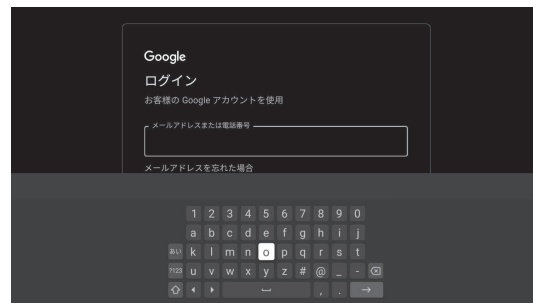 Google
ログイン
お客様の Google アカウントを使用
メールアドレスまたは電話番号
メールアドレスを忘れた場合
1 2 3 4 5 6 7 8 9 0
a b c d e f g h i j
あい k l m n o p q r s t
?123 u v w x y z # @ _ -
, .